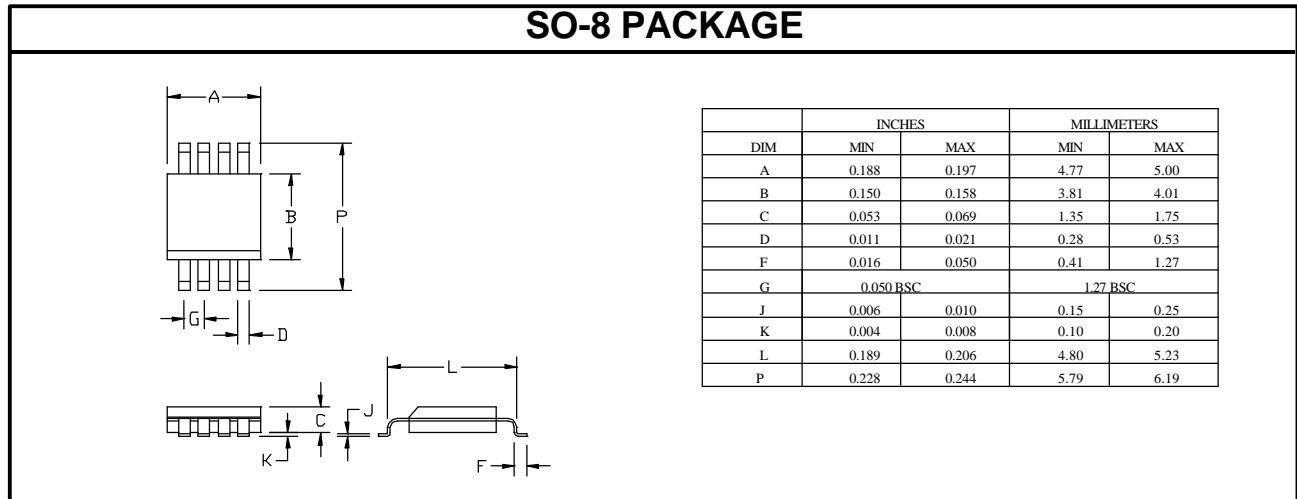 SO-8 PACKAGE
A
B
P
G
D
L
C
J
K
F
INCHES MILLIMETERS
DIM MIN MAX MIN MAX
A 0.188 0.197 4.77 5.00
B 0.150 0.158 3.81 4.01
C 0.053 0.069 1.35 1.75
D 0.011 0.021 0.28 0.53
F 0.016 0.050 0.41 1.27
G 0.050 BSC 1.27 BSC
J 0.006 0.010 0.15 0.25
K 0.004 0.008 0.10 0.20
L 0.189 0.206 4.80 5.23
P 0.228 0.244 5.79 6.19